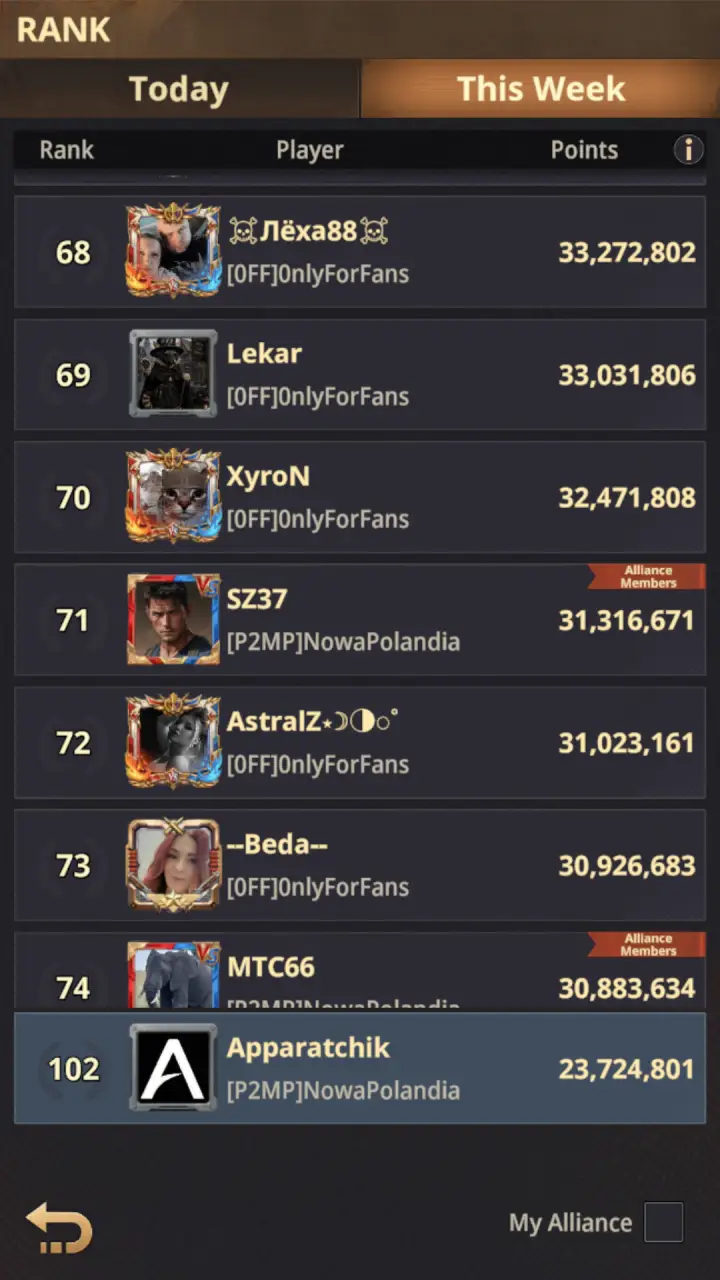 RANK
Today
This Week
Rank
Player
Points
68
☠Лёха88☠
[0FF]0nlyForFans
33,272,802
69
Lekar
[0FF]0nlyForFans
33,031,806
70
XyroN
[0FF]0nlyForFans
32,471,808
Alliance
Members
71
SZ37
[P2MP]NowaPolandia
31,316,671
72
AstralZ⋆☽◑○°
[0FF]0nlyForFans
31,023,161
73
--Beda--
[0FF]0nlyForFans
30,926,683
Alliance
Members
74
MTC66
[P2MP]NowaPolandia
30,883,634
102
Apparatchik
[P2MP]NowaPolandia
23,724,801
My Alliance